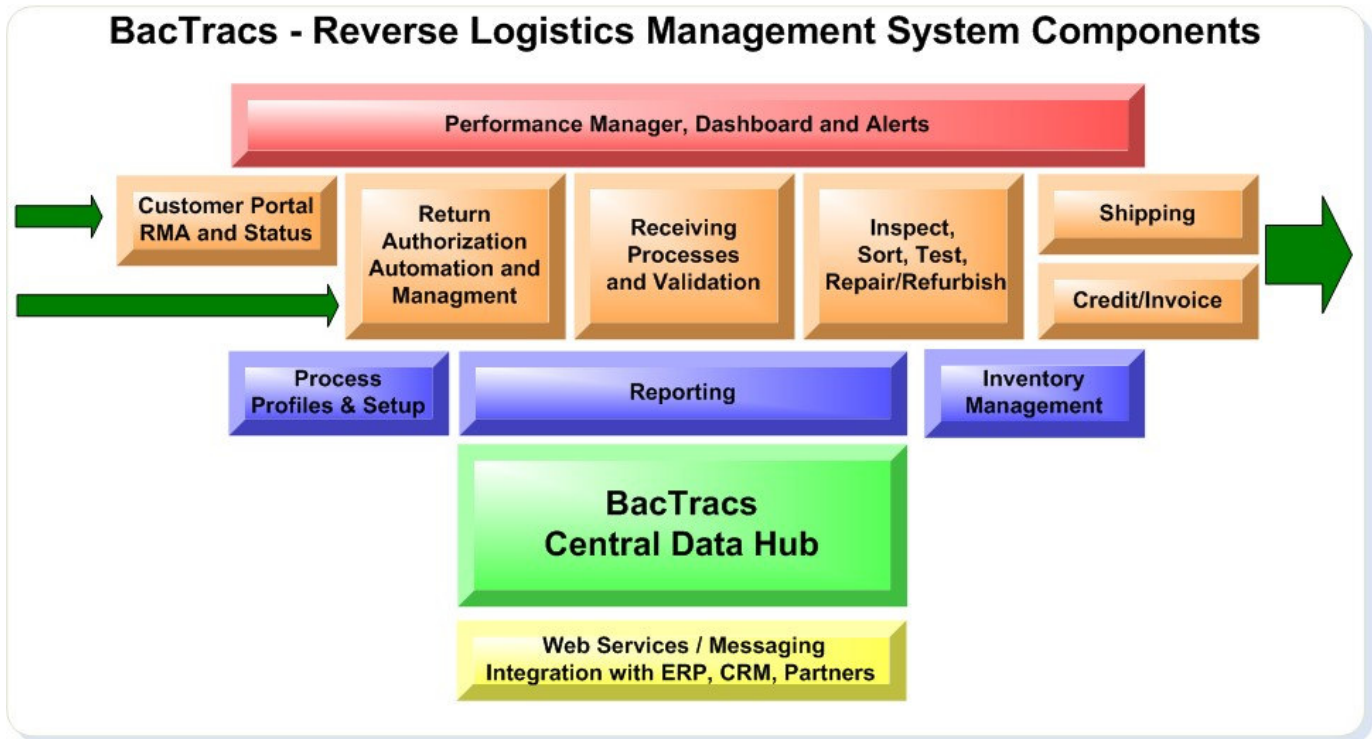 BacTracs - Reverse Logistics Management System Components
Performance Manager, Dashboard and Alerts
Customer Portal
RMA and Status
Return
Authorization
Automation and
Managment
Receiving
Processes
and Validation
Inspect,
Sort, Test,
Repair/Refurbish
Shipping
Credit/Invoice
Process
Profiles & Setup
Reporting
Inventory
Management
BacTracs
Central Data Hub
Web Services / Messaging
Integration with ERP, CRM, Partners